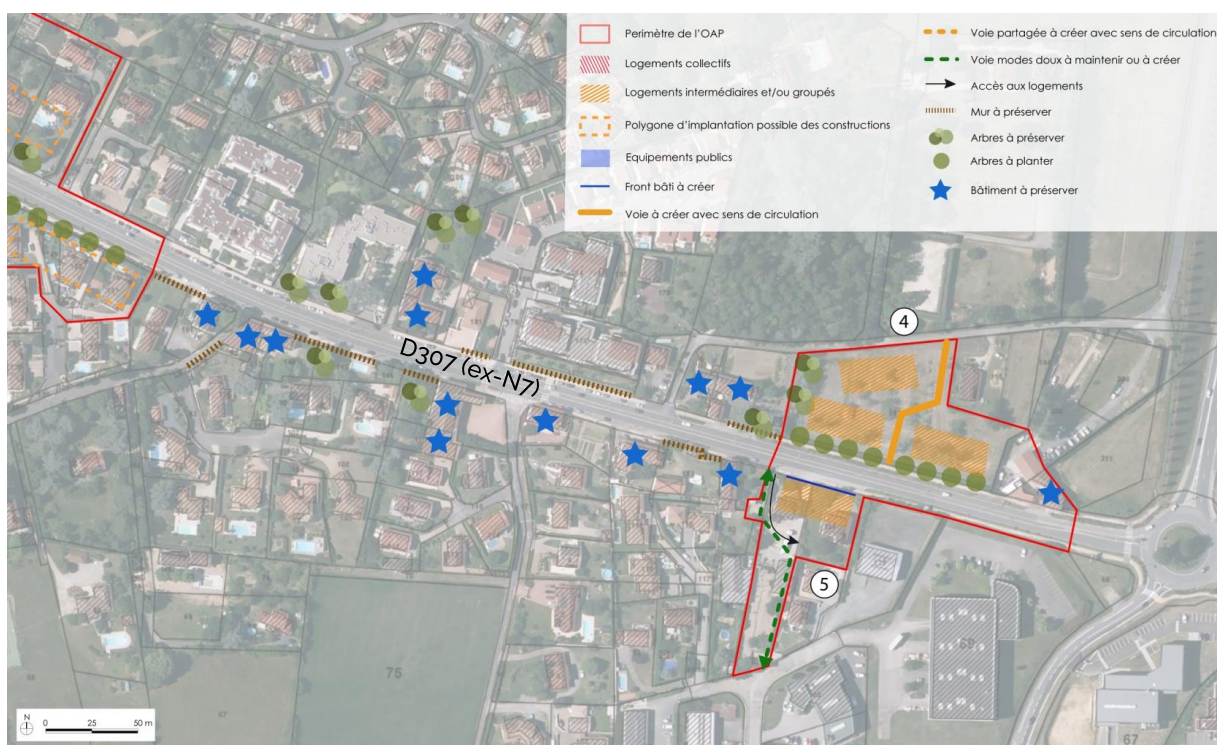 Perimètre de l'OAP
Logements collectifs
Logements intermédiaires et/ou groupés
Polygone d'implantation possible des constructions
Equipements publics
Front bâti à créer
Voie à créer avec sens de circulation
Voie partagée à créer avec sens de circulation
Voie modes doux à maintenir ou à créer
Accès aux logements
Mur à préserver
Arbres à préserver
Arbres à planter
Bâtiment à préserver
4
D307 (ex-N7)
5
75
69
67
N
0 25 50 m